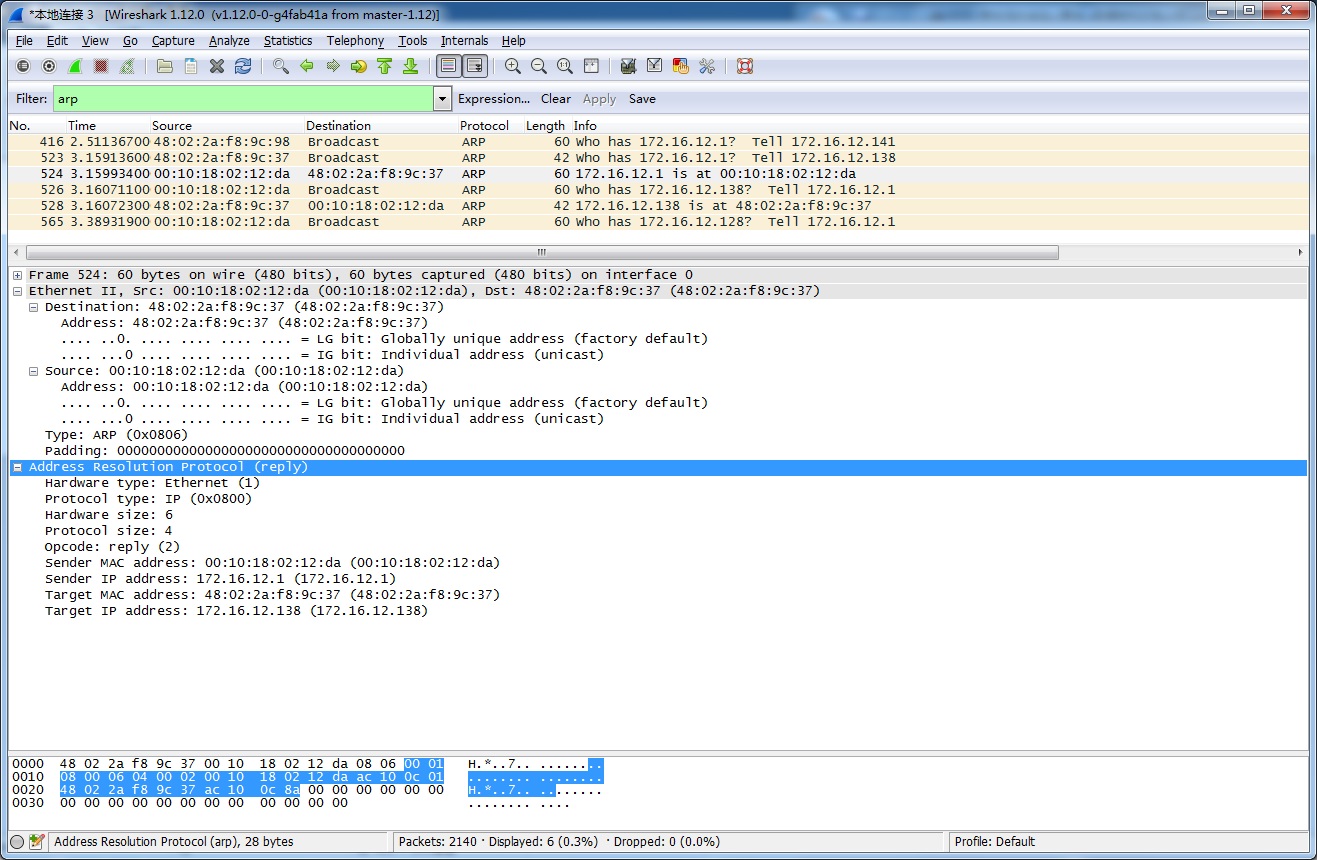 *本地连接 3 [Wireshark 1.12.0 (v1.12.0-0-g4fab41a from master-1.12)]
File Edit View Go Capture Analyze Statistics Telephony Tools Internals Help
Filter: arp Expression... Clear Apply Save
No. Time Source Destination Protocol Length Info
416 2.51136700 48:02:2a:f8:9c:98 Broadcast ARP 60 Who has 172.16.12.1? Tell 172.16.12.141
523 3.15913600 48:02:2a:f8:9c:37 Broadcast ARP 42 Who has 172.16.12.1? Tell 172.16.12.138
524 3.15993400 00:10:18:02:12:da 48:02:2a:f8:9c:37 ARP 60 172.16.12.1 is at 00:10:18:02:12:da
526 3.16071100 00:10:18:02:12:da Broadcast ARP 60 Who has 172.16.12.138? Tell 172.16.12.1
528 3.16072300 48:02:2a:f8:9c:37 00:10:18:02:12:da ARP 42 172.16.12.138 is at 48:02:2a:f8:9c:37
565 3.38931900 00:10:18:02:12:da Broadcast ARP 60 Who has 172.16.12.128? Tell 172.16.12.1
Frame 524: 60 bytes on wire (480 bits), 60 bytes captured (480 bits) on interface 0
Ethernet II, Src: 00:10:18:02:12:da (00:10:18:02:12:da), Dst: 48:02:2a:f8:9c:37 (48:02:2a:f8:9c:37)
Destination: 48:02:2a:f8:9c:37 (48:02:2a:f8:9c:37)
Address: 48:02:2a:f8:9c:37 (48:02:2a:f8:9c:37)
.... ..0. .... .... .... .... = LG bit: Globally unique address (factory default)
.... ...0 .... .... .... .... = IG bit: Individual address (unicast)
Source: 00:10:18:02:12:da (00:10:18:02:12:da)
Address: 00:10:18:02:12:da (00:10:18:02:12:da)
.... ..0. .... .... .... .... = LG bit: Globally unique address (factory default)
.... ...0 .... .... .... .... = IG bit: Individual address (unicast)
Type: ARP (0x0806)
Padding: 000000000000000000000000000000000000
Address Resolution Protocol (reply)
Hardware type: Ethernet (1)
Protocol type: IP (0x0800)
Hardware size: 6
Protocol size: 4
Opcode: reply (2)
Sender MAC address: 00:10:18:02:12:da (00:10:18:02:12:da)
Sender IP address: 172.16.12.1 (172.16.12.1)
Target MAC address: 48:02:2a:f8:9c:37 (48:02:2a:f8:9c:37)
Target IP address: 172.16.12.138 (172.16.12.138)
0000 48 02 2a f8 9c 37 00 10 18 02 12 da 08 06 00 01 H.*..7.. ........
0010 08 00 06 04 00 02 00 10 18 02 12 da ac 10 0c 01 ........ ........
0020 48 02 2a f8 9c 37 ac 10 0c 8a 00 00 00 00 00 00 H.*..7.. ........
0030 00 00 00 00 00 00 00 00 00 00 00 00 ........ ....
Address Resolution Protocol (arp), 28 bytes Packets: 2140 · Displayed: 6 (0.3%) · Dropped: 0 (0.0%) Profile: Default